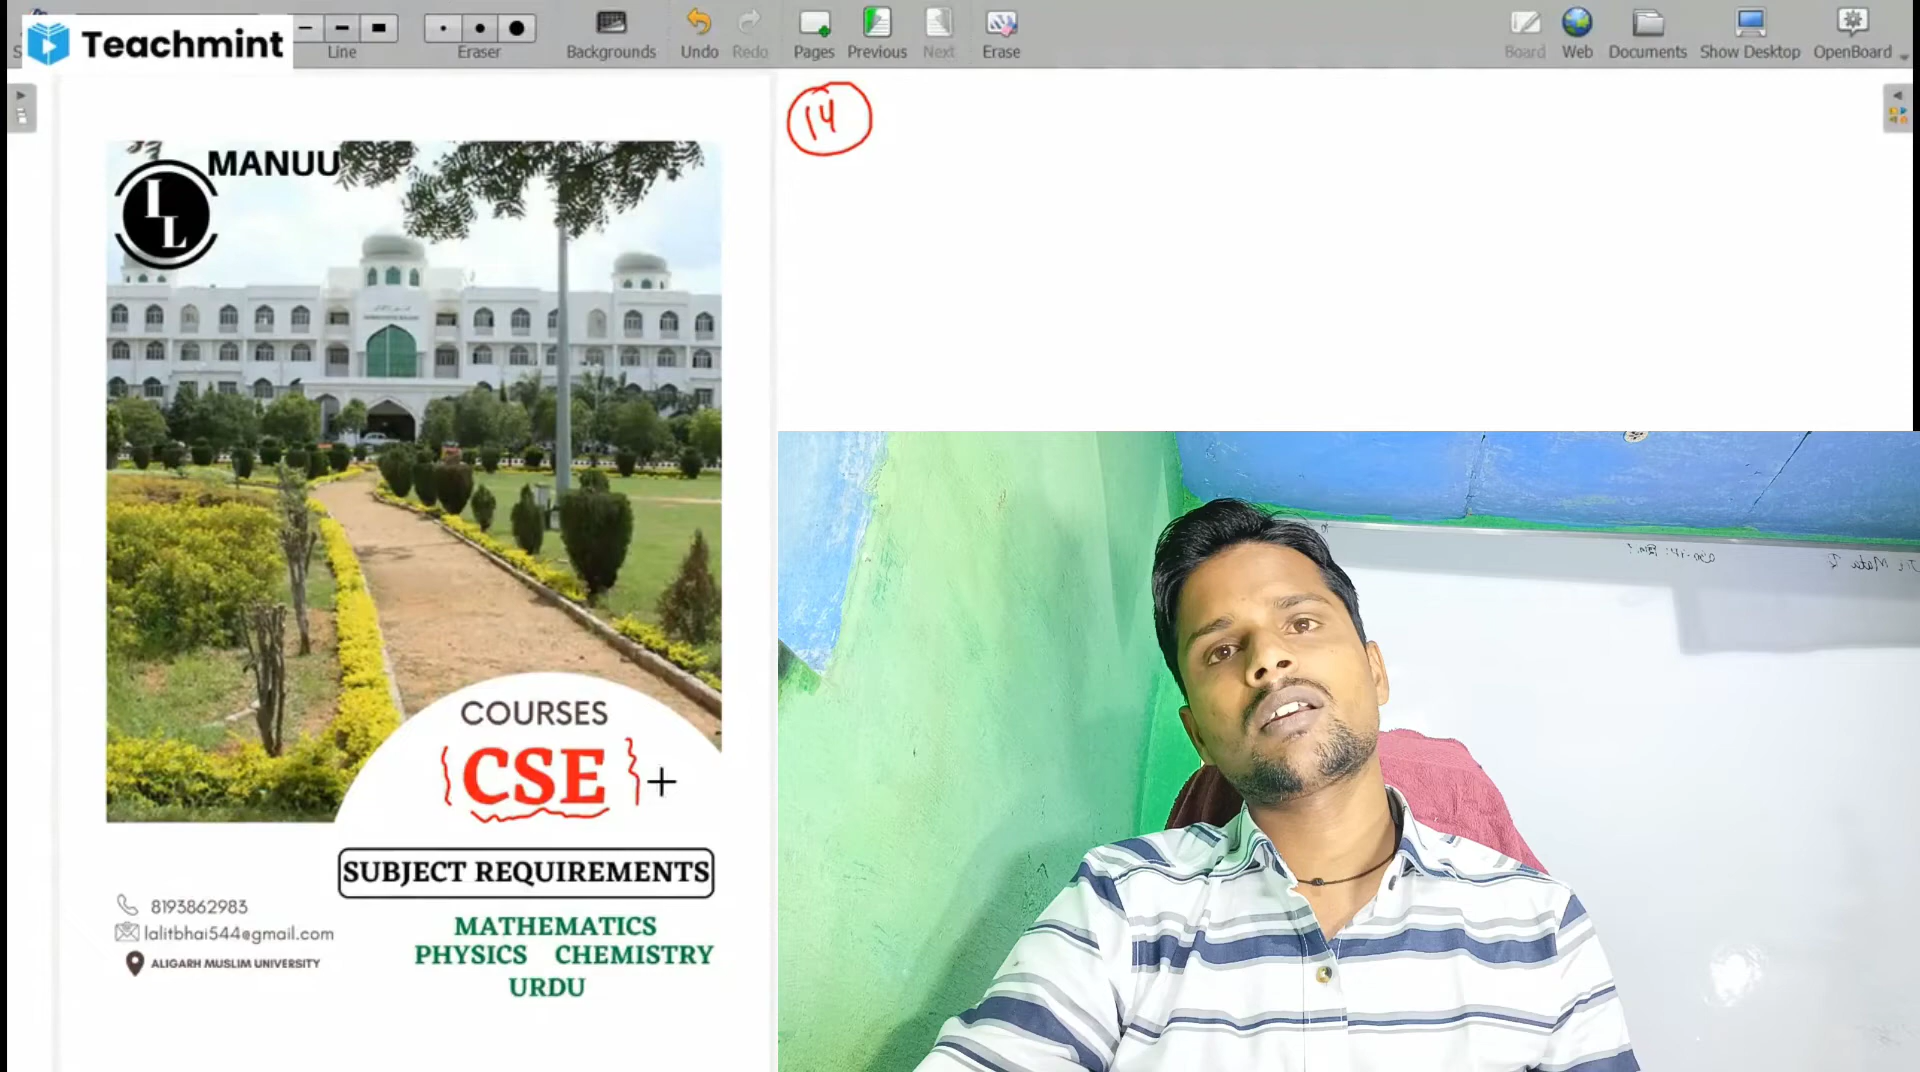 Teachmint
Line
Eraser
Backgrounds
Undo
Redo
Pages
Previous
Next
Erase
Board
Web
Documents
Show Desktop
OpenBoard
14
MANUU
L
L
COURSES
{CSE}+
SUBJECT REQUIREMENTS
MATHEMATICS
PHYSICS CHEMISTRY
URDU
8193862983
lalitbhai544@gmail.com
ALIGARH MUSLIM UNIVERSITY